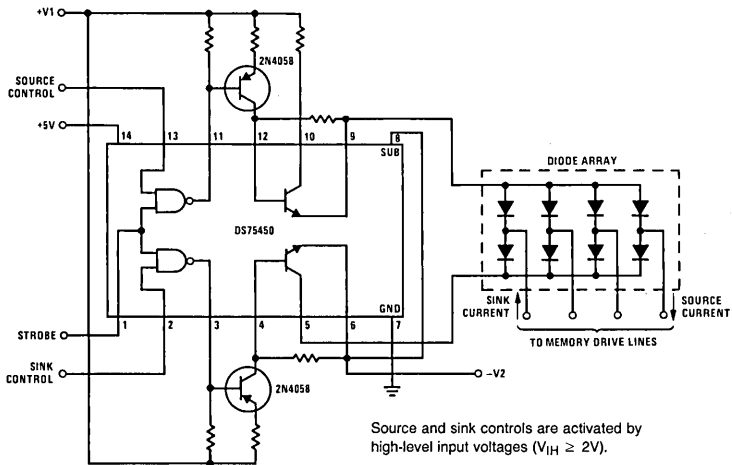 +V1
2N4058
SOURCE
CONTROL
+5V
14 13 11 12 10 9 8
SUB
DIODE ARRAY
DS75450
GND
1 2 3 4 5 6 7
SINK
CURRENT
SOURCE
CURRENT
STROBE
TO MEMORY DRIVE LINES
SINK
CONTROL
2N4058
−V2
Source and sink controls are activated by
high-level input voltages (VIH ≥ 2V).